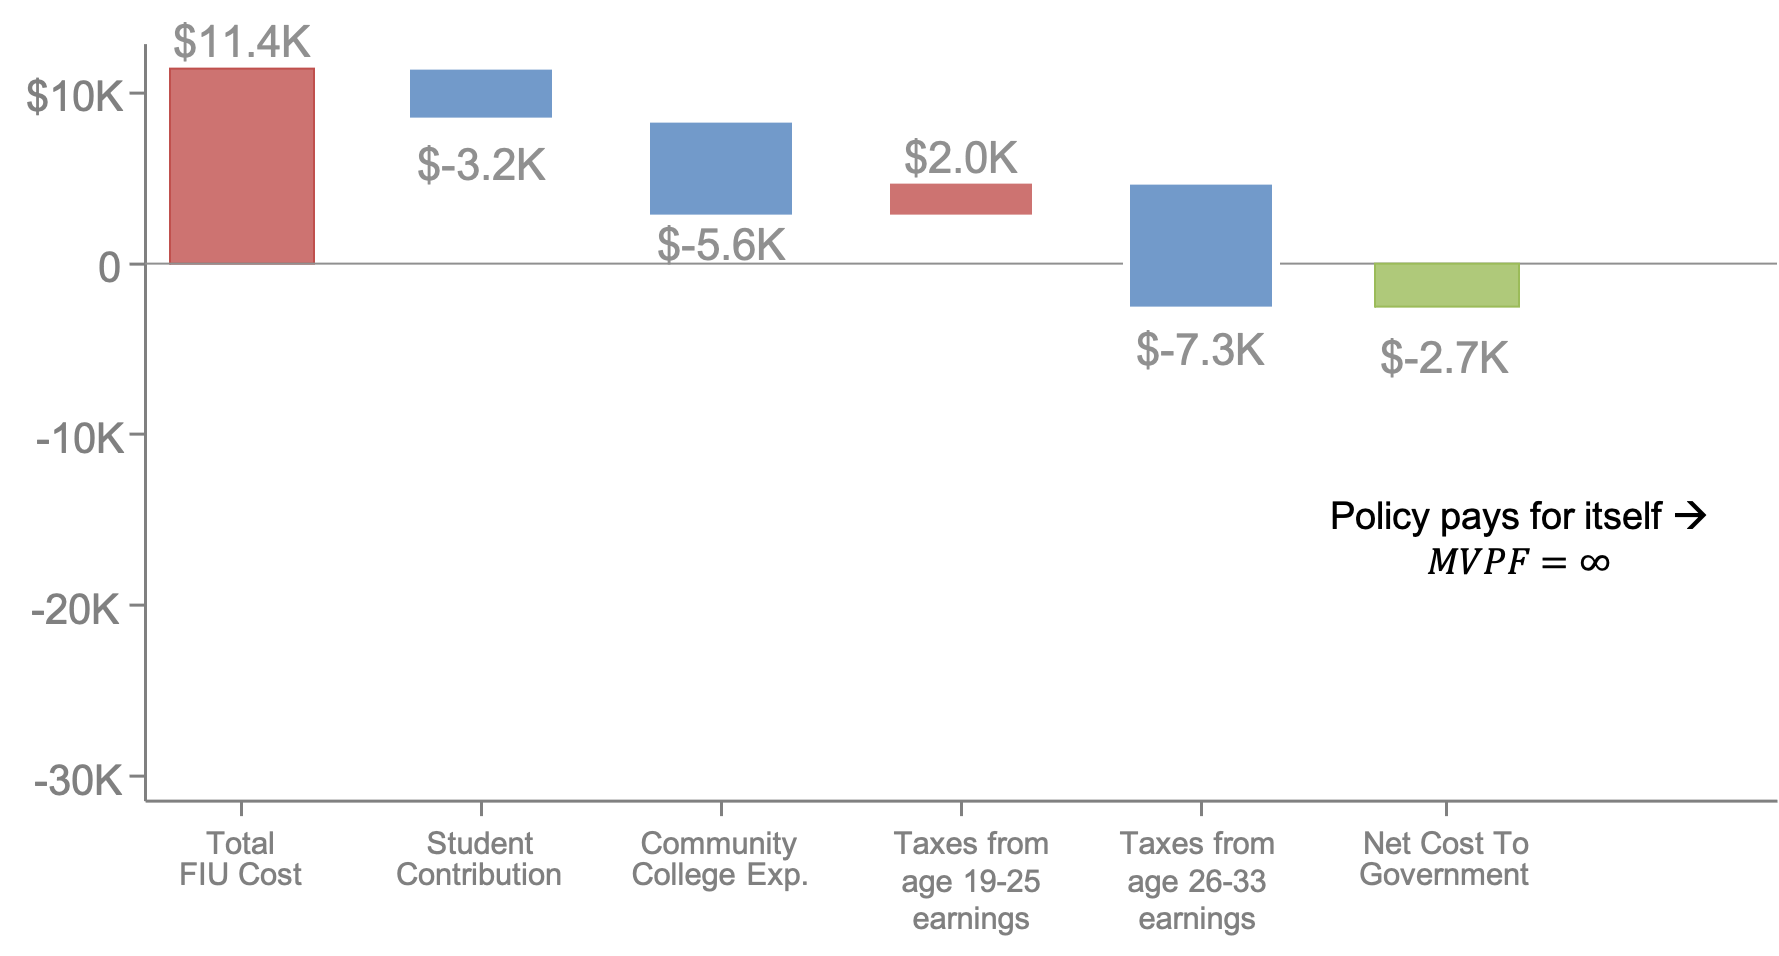 $11.4K
$10K
$-3.2K
$2.0K
$-5.6K
0
$-7.3K
$-2.7K
-10K
Policy pays for itself →
MVPF = ∞
-20K
-30K
Total
FIU Cost
Student
Contribution
Community
College Exp.
Taxes from
age 19-25
earnings
Taxes from
age 26-33
earnings
Net Cost To
Government